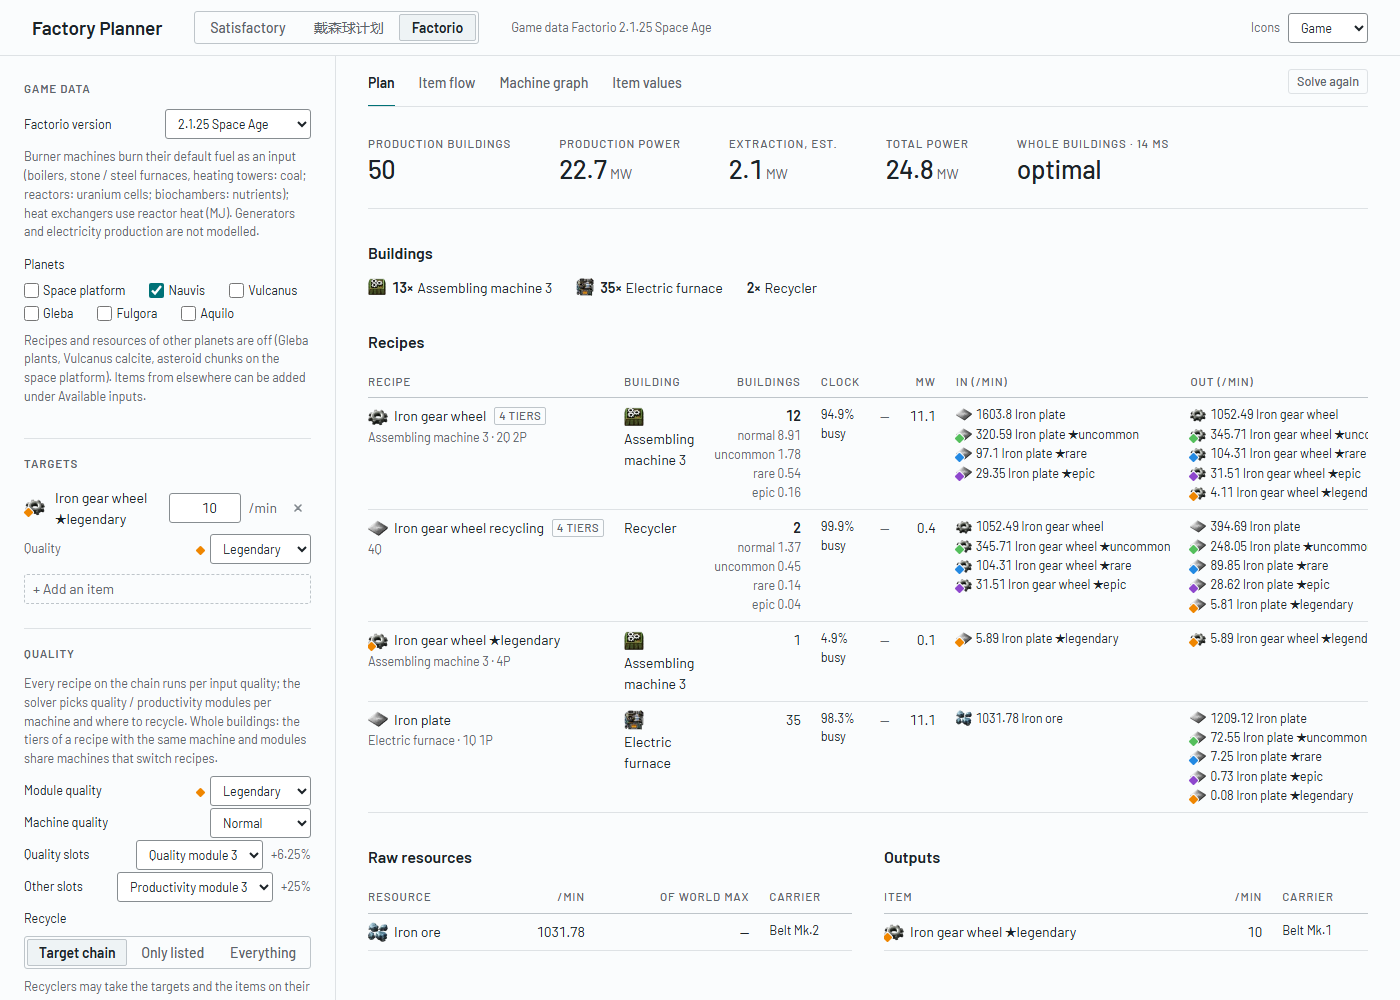 Factory Planner
Satisfactory
戴森球计划
Factorio
Game data Factorio 2.1.25 Space Age
Icons
Game
GAME DATA
Factorio version
2.1.25 Space Age
Burner machines burn their default fuel as an input
(boilers, stone / steel furnaces, heating towers: coal;
reactors: uranium cells; biochambers: nutrients);
heat exchangers use reactor heat (MJ). Generators
and electricity production are not modelled.
Planets
Space platform
Nauvis
Vulcanus
Gleba
Fulgora
Aquilo
Recipes and resources of other planets are off (Gleba
plants, Vulcanus calcite, asteroid chunks on the
space platform). Items from elsewhere can be added
under Available inputs.
TARGETS
Iron gear wheel
★legendary
10
/min
×
Quality
Legendary
+ Add an item
QUALITY
Every recipe on the chain runs per input quality; the
solver picks quality / productivity modules per
machine and where to recycle. Whole buildings: the
tiers of a recipe with the same machine and modules
share machines that switch recipes.
Module quality
Legendary
Machine quality
Normal
Quality slots
Quality module 3
+6.25%
Other slots
Productivity module 3
+25%
Recycle
Target chain
Only listed
Everything
Recyclers may take the targets and the items on their
Plan
Item flow
Machine graph
Item values
Solve again
PRODUCTION BUILDINGS
50
PRODUCTION POWER
22.7 MW
EXTRACTION, EST.
2.1 MW
TOTAL POWER
24.8 MW
WHOLE BUILDINGS · 14 MS
optimal
Buildings
13× Assembling machine 3
35× Electric furnace
2× Recycler
Recipes
RECIPE BUILDING BUILDINGS CLOCK MW IN (/MIN) OUT (/MIN)
Iron gear wheel 4 TIERS
Assembling machine 3 · 2Q 2P
Assembling
machine 3
12
normal 8.91
uncommon 1.78
rare 0.54
epic 0.16
94.9%
busy
—
11.1
1603.8 Iron plate
320.59 Iron plate ★uncommon
97.1 Iron plate ★rare
29.35 Iron plate ★epic
1052.49 Iron gear wheel
345.71 Iron gear wheel ★unc
104.31 Iron gear wheel ★rare
31.51 Iron gear wheel ★epic
4.11 Iron gear wheel ★legend
Iron gear wheel recycling 4 TIERS
4Q
Recycler
2
normal 1.37
uncommon 0.45
rare 0.14
epic 0.04
99.9%
busy
—
0.4
1052.49 Iron gear wheel
345.71 Iron gear wheel ★uncommon
104.31 Iron gear wheel ★rare
31.51 Iron gear wheel ★epic
394.69 Iron plate
248.05 Iron plate ★uncommo
89.85 Iron plate ★rare
28.62 Iron plate ★epic
5.81 Iron plate ★legendary
Iron gear wheel ★legendary
Assembling machine 3 · 4P
Assembling
machine 3
1
4.9%
busy
—
0.1
5.89 Iron plate ★legendary
5.89 Iron gear wheel ★legend
Iron plate
Electric furnace · 1Q 1P
Electric
furnace
35
98.3%
busy
—
11.1
1031.78 Iron ore
1209.12 Iron plate
72.55 Iron plate ★uncommon
7.25 Iron plate ★rare
0.73 Iron plate ★epic
0.08 Iron plate ★legendary
Raw resources
RESOURCE /MIN OF WORLD MAX CARRIER
Iron ore 1031.78 — Belt Mk.2
Outputs
ITEM /MIN CARRIER
Iron gear wheel ★legendary 10 Belt Mk.1